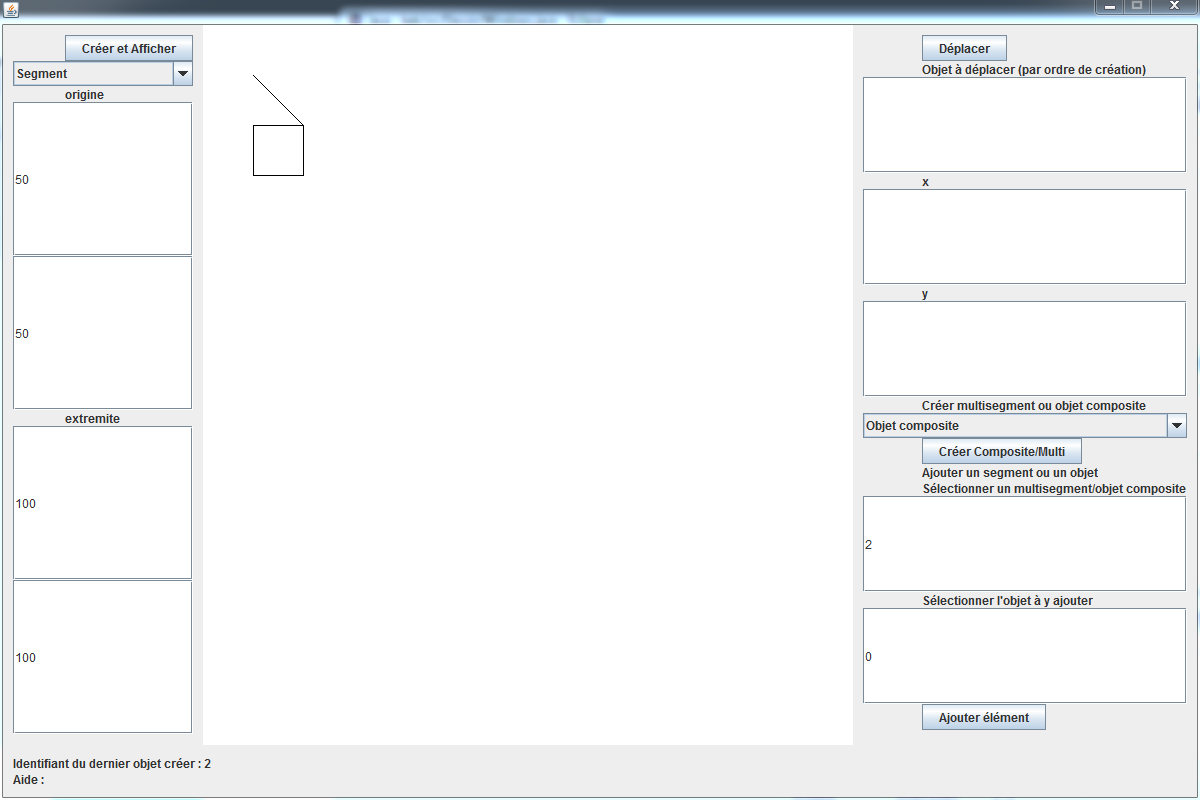 Créer et Afficher
Segment
origine
50
50
extremite
100
100
Déplacer
Objet à déplacer (par ordre de création)
x
y
Créer multisegment ou objet composite
Objet composite
Créer Composite/Multi
Ajouter un segment ou un objet
Sélectionner un multisegment/objet composite
2
Sélectionner l'objet à y ajouter
0
Ajouter élément
Identifiant du dernier objet créer : 2
Aide :